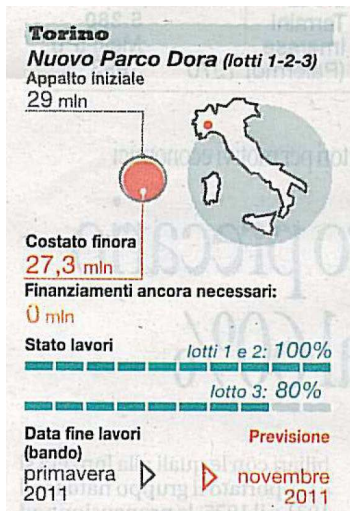 Torino
Nuovo Parco Dora (lotti 1-2-3)
Appalto iniziale
29 mln
Costato finora
27,3 mln
Finanziamenti ancora necessari:
0 mln
Stato lavori
lotti 1 e 2: 100%
lotto 3: 80%
Data fine lavori
(bando)
primavera
2011
Previsione
novembre
2011